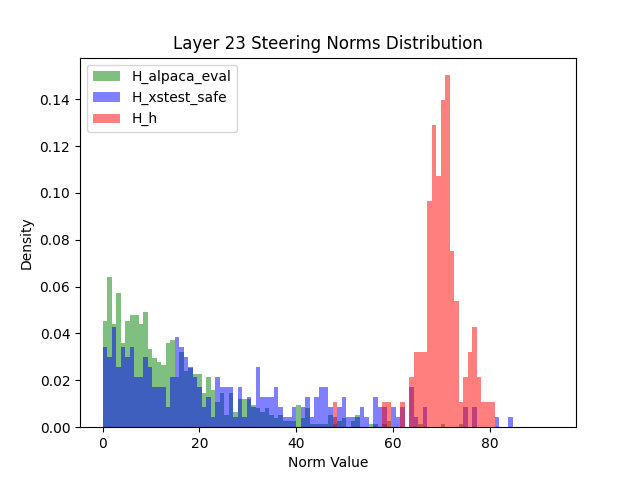 Layer 23 Steering Norms Distribution
H_alpaca_eval
H_xstest_safe
H_h
0.14
0.12
0.10
0.08
0.06
0.04
0.02
0.00
Density
0 20 40 60 80
Norm Value